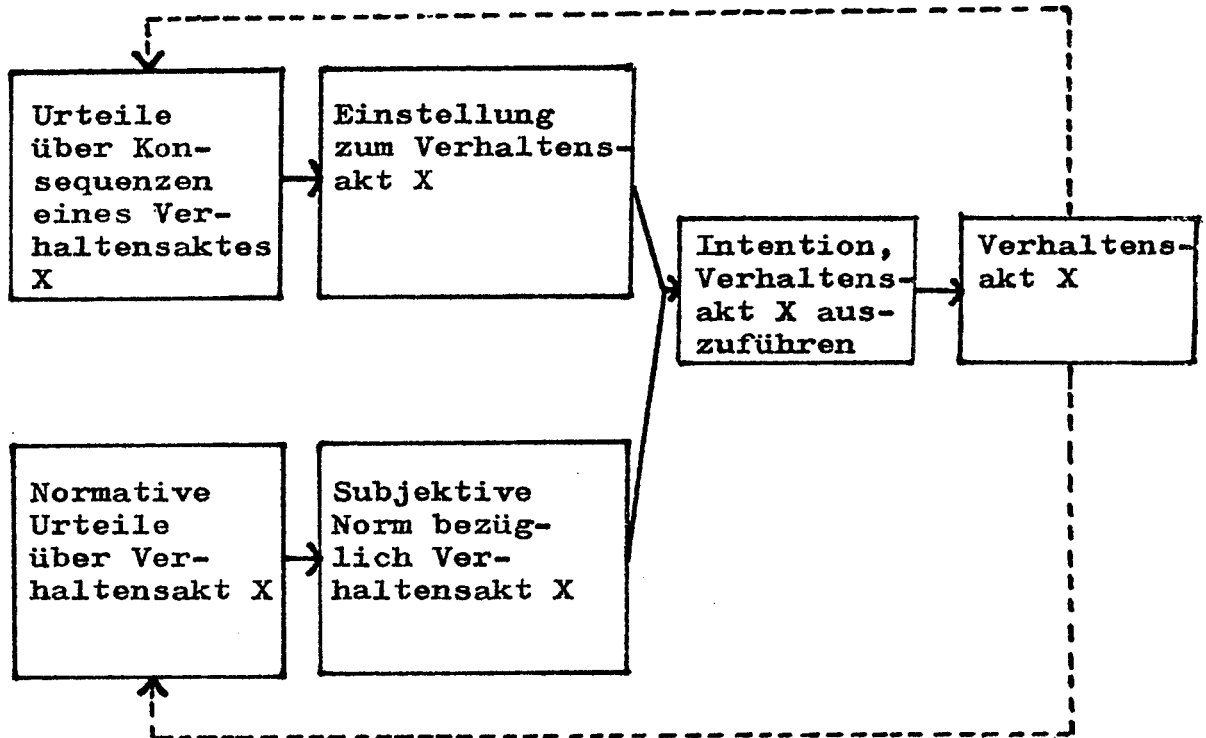 Urteile
über Kon-
sequenzen
eines Ver-
haltensaktes
X
Einstellung
zum Verhaltens-
akt X
Intention,
Verhaltens-
akt X aus-
zuführen
Verhaltens-
akt X
Normative
Urteile
über Ver-
haltensakt X
Subjektive
Norm bezüg-
lich Ver-
haltensakt X